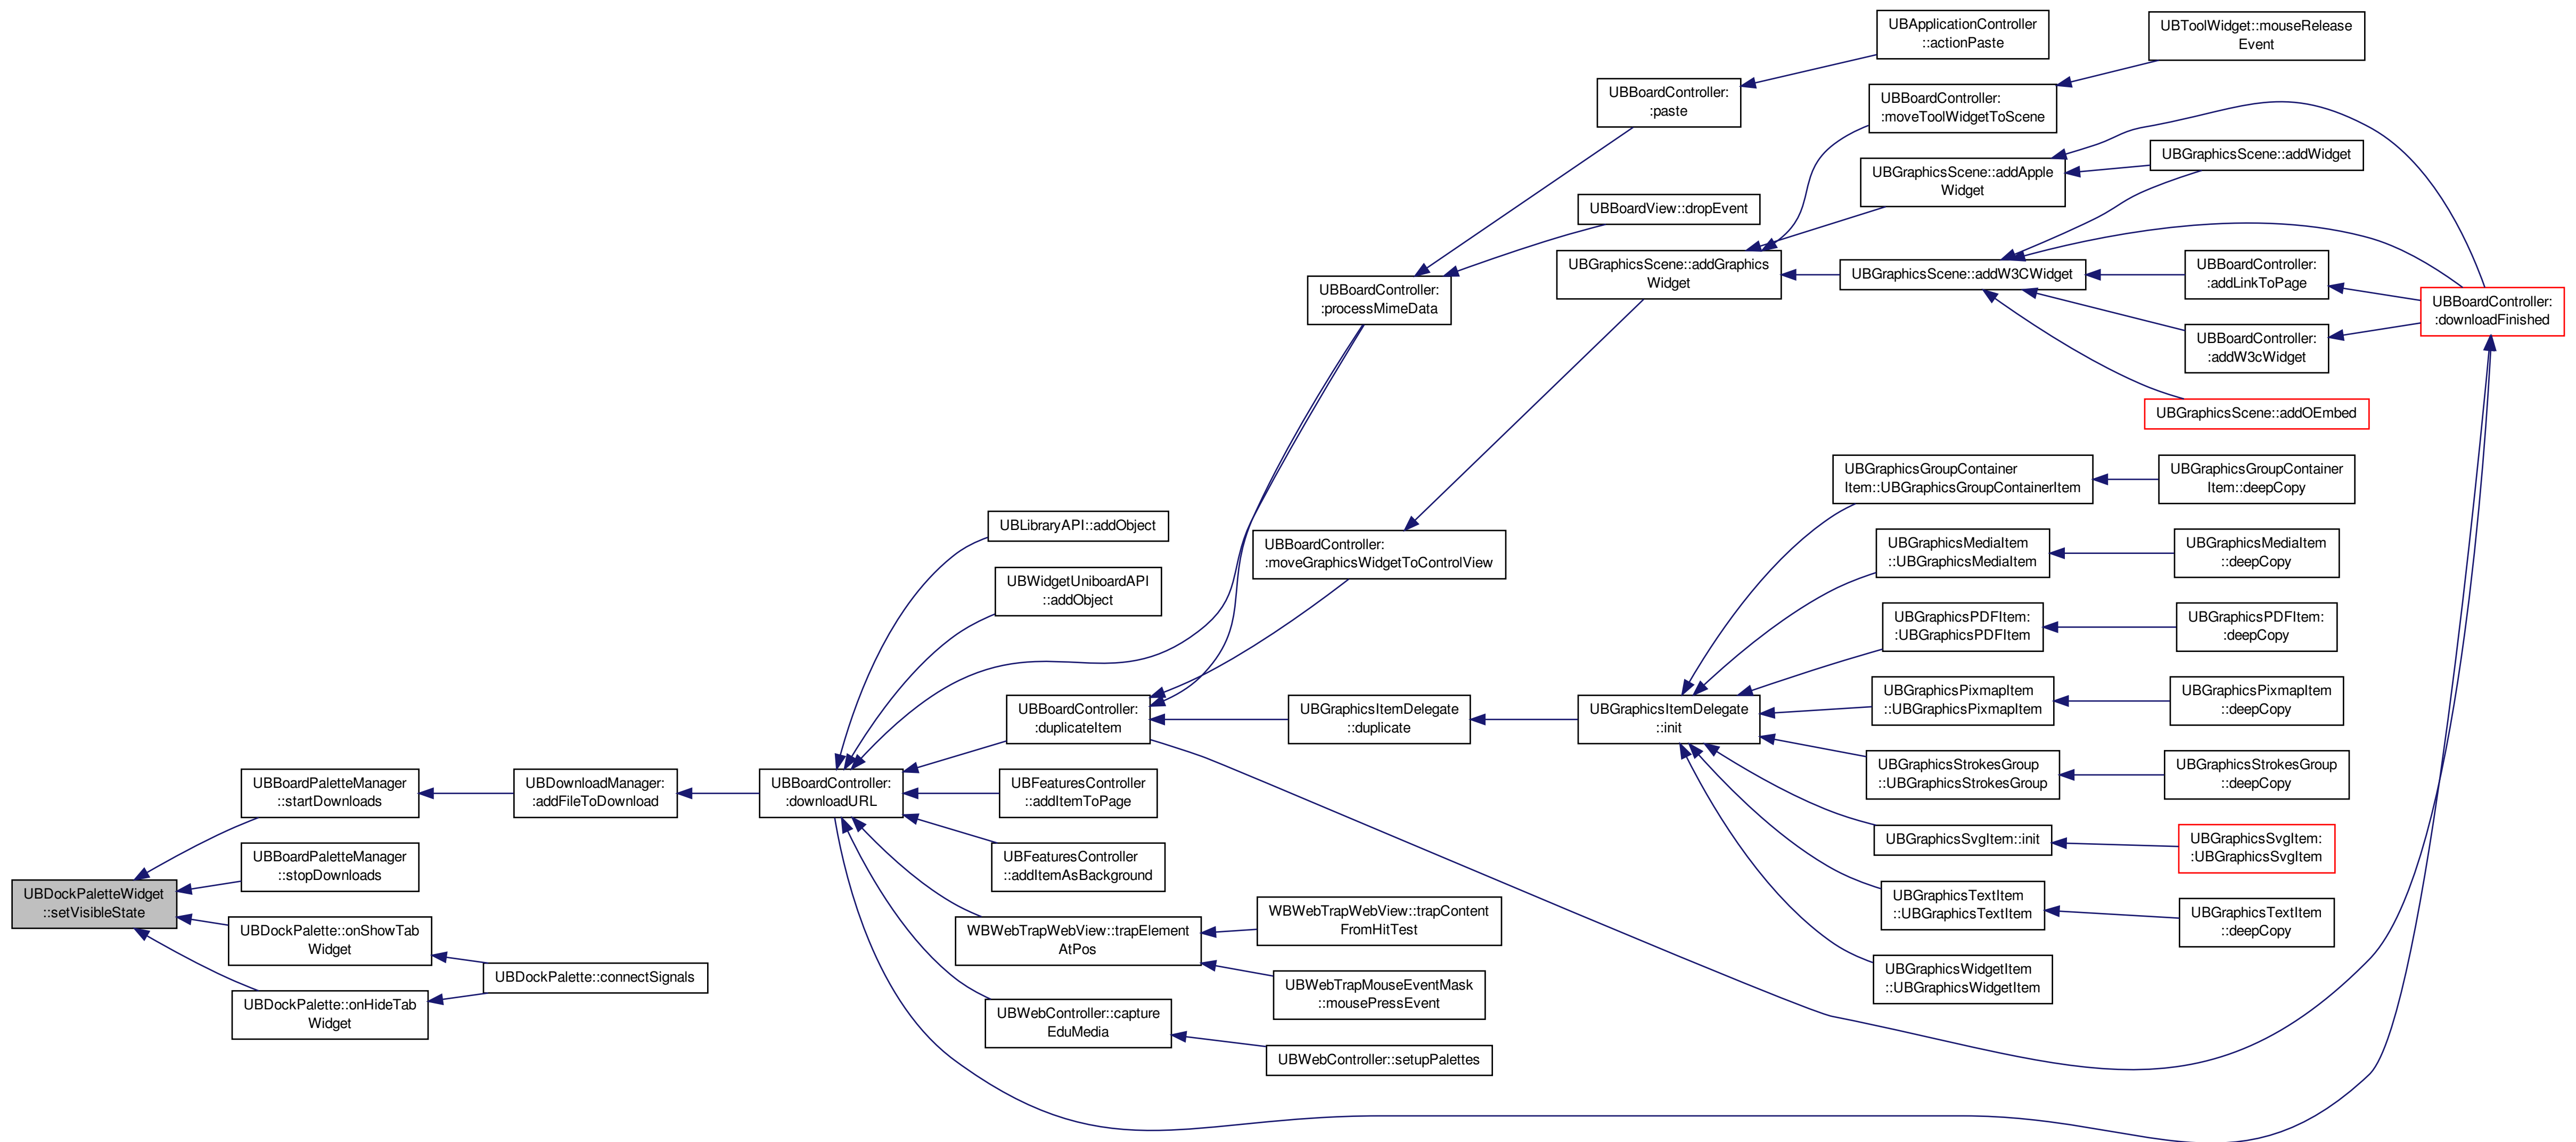 UBApplicationController
::actionPaste
UBToolWidget::mouseRelease
Event
UBBoardController:
:paste
UBBoardController:
:moveToolWidgetToScene
UBGraphicsScene::addWidget
UBGraphicsScene::addApple
Widget
UBBoardView::dropEvent
UBGraphicsScene::addGraphics
Widget
UBGraphicsScene::addW3CWidget
UBBoardController:
:addLinkToPage
UBBoardController:
:processMimeData
UBBoardController:
:downloadFinished
UBBoardController:
:addW3cWidget
UBGraphicsScene::addOEmbed
UBGraphicsGroupContainer
Item::UBGraphicsGroupContainerItem
UBGraphicsGroupContainer
Item::deepCopy
UBLibraryAPI::addObject
UBBoardController:
:moveGraphicsWidgetToControlView
UBGraphicsMediaItem
::UBGraphicsMediaItem
UBGraphicsMediaItem
::deepCopy
UBWidgetUniboardAPI
::addObject
UBGraphicsPDFItem:
:UBGraphicsPDFItem
UBGraphicsPDFItem:
:deepCopy
UBBoardController:
:duplicateItem
UBGraphicsItemDelegate
::duplicate
UBGraphicsItemDelegate
::init
UBGraphicsPixmapItem
::UBGraphicsPixmapItem
UBGraphicsPixmapItem
::deepCopy
UBBoardPaletteManager
::startDownloads
UBDownloadManager:
:addFileToDownload
UBBoardController:
:downloadURL
UBFeaturesController
::addItemToPage
UBGraphicsStrokesGroup
::UBGraphicsStrokesGroup
UBGraphicsStrokesGroup
::deepCopy
UBBoardPaletteManager
::stopDownloads
UBFeaturesController
::addItemAsBackground
UBGraphicsSvgItem::init
UBGraphicsSvgItem:
:UBGraphicsSvgItem
UBDockPaletteWidget
::setVisibleState
UBDockPalette::onShowTab
Widget
WBWebTrapWebView::trapElement
AtPos
WBWebTrapWebView::trapContent
FromHitTest
UBGraphicsTextItem
::UBGraphicsTextItem
UBGraphicsTextItem
::deepCopy
UBDockPalette::connectSignals
UBDockPalette::onHideTab
Widget
UBWebTrapMouseEventMask
::mousePressEvent
UBGraphicsWidgetItem
::UBGraphicsWidgetItem
UBWebController::capture
EduMedia
UBWebController::setupPalettes